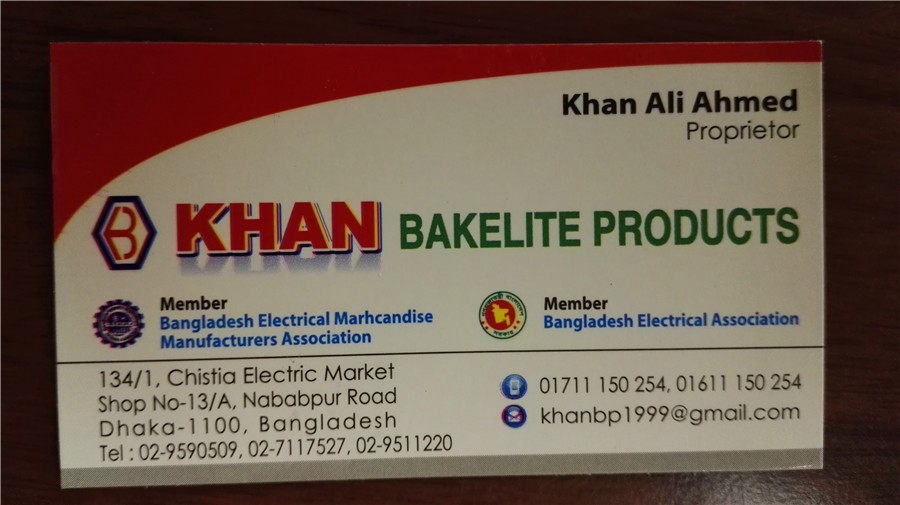 Khan Ali Ahmed
Proprietor
B KHAN BAKELITE PRODUCTS
Member
Bangladesh Electrical Marhcandise
Manufacturers Association
Member
Bangladesh Electrical Association
134/1, Chistia Electric Market
Shop No-13/A, Nababpur Road
Dhaka-1100, Bangladesh
Tel : 02-9590509, 02-7117527, 02-9511220
01711 150 254, 01611 150 254
khanbp1999@gmail.com